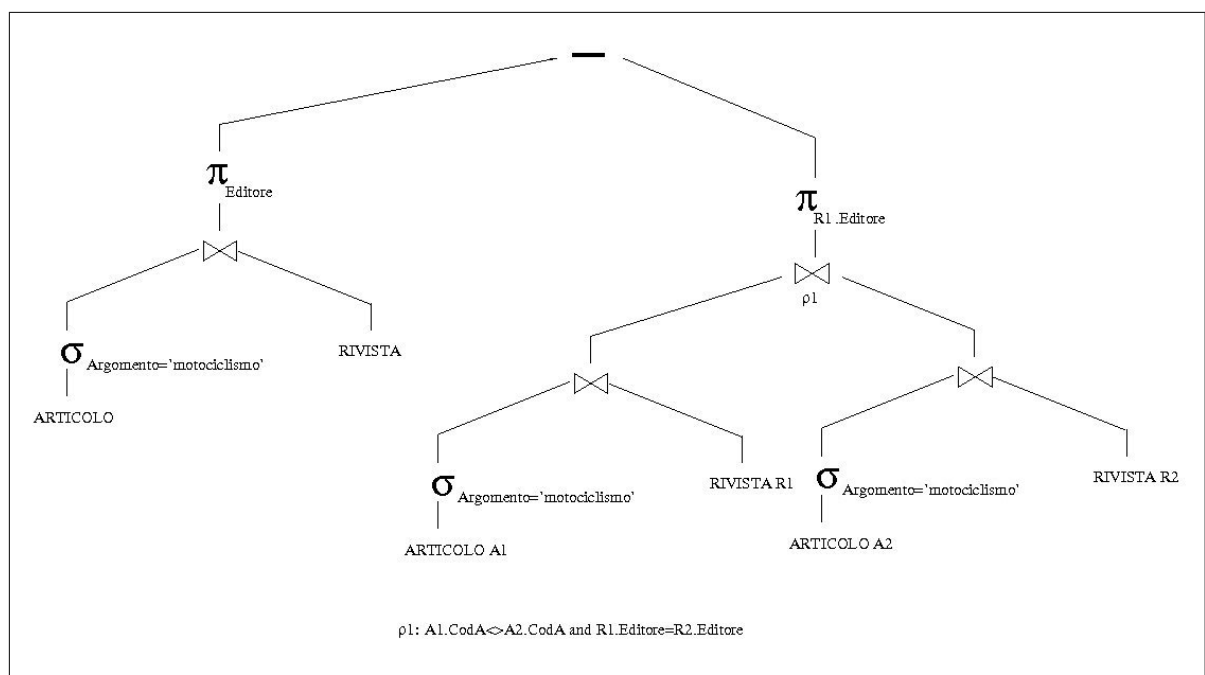 −
π Editore
π R1 .Editore
⋈
⋈
ρ1
σ Argomento='motociclismo'
RIVISTA
⋈
⋈
ARTICOLO
σ Argomento='motociclismo'
RIVISTA R1
σ Argomento='motociclismo'
RIVISTA R2
ARTICOLO A1
ARTICOLO A2
ρ1: A1.CodA<>A2.CodA and R1.Editore=R2.Editore